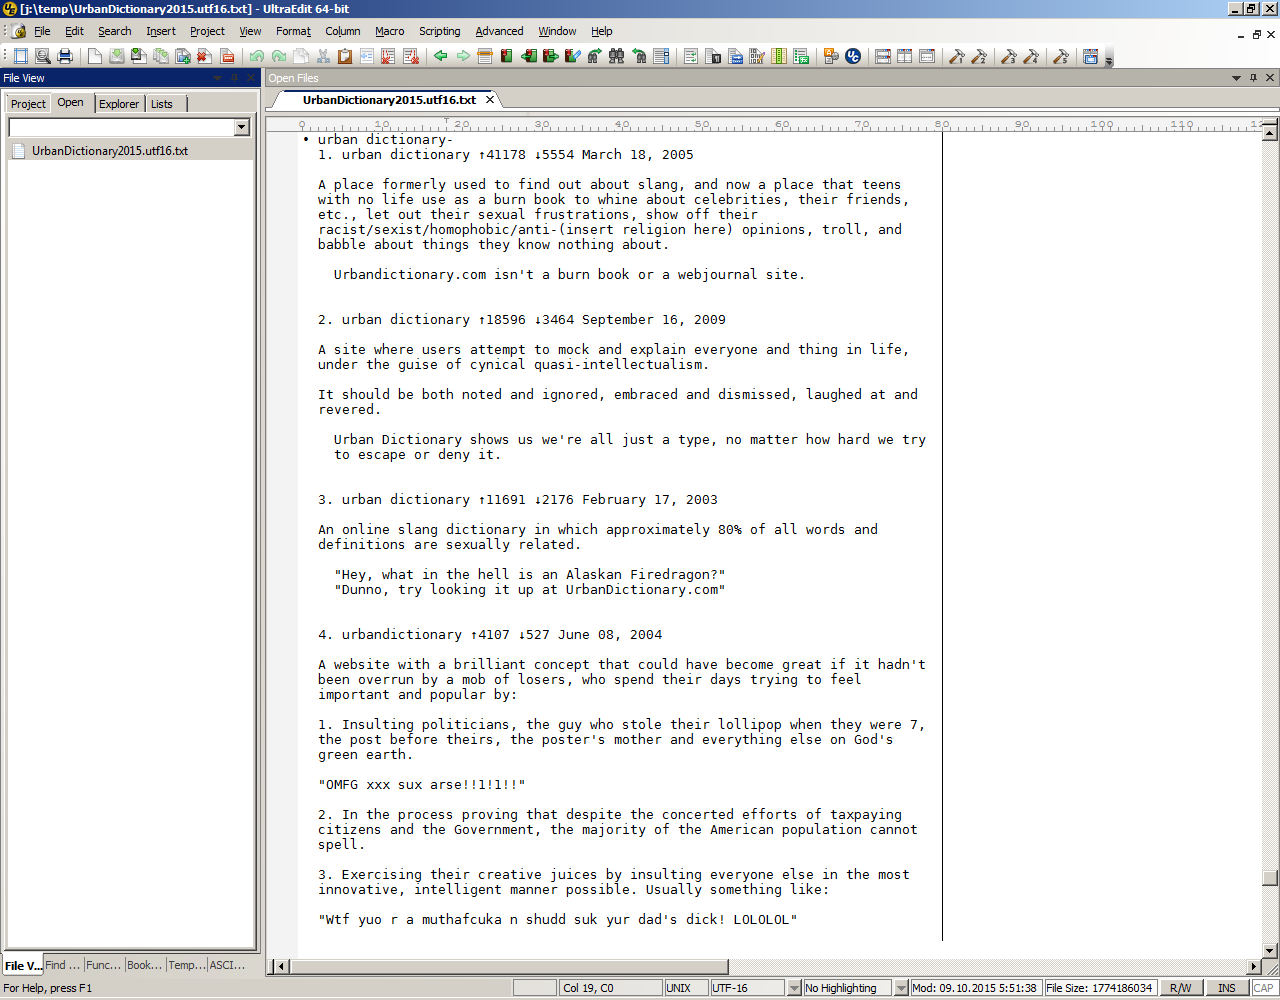 [j:\temp\UrbanDictionary2015.utf16.txt] - UltraEdit 64-bit
File Edit Search Insert Project View Format Column Macro Scripting Advanced Window Help
File View
Open Files
Project Open Explorer Lists
UrbanDictionary2015.utf16.txt
UrbanDictionary2015.utf16.txt
0 10 20 30 40 50 60 70 80 90 100 110 12
• urban dictionary-
1. urban dictionary ↑41178 ↓5554 March 18, 2005
A place formerly used to find out about slang, and now a place that teens
with no life use as a burn book to whine about celebrities, their friends,
etc., let out their sexual frustrations, show off their
racist/sexist/homophobic/anti-(insert religion here) opinions, troll, and
babble about things they know nothing about.
Urbandictionary.com isn't a burn book or a webjournal site.
2. urban dictionary ↑18596 ↓3464 September 16, 2009
A site where users attempt to mock and explain everyone and thing in life,
under the guise of cynical quasi-intellectualism.
It should be both noted and ignored, embraced and dismissed, laughed at and
revered.
Urban Dictionary shows us we're all just a type, no matter how hard we try
to escape or deny it.
3. urban dictionary ↑11691 ↓2176 February 17, 2003
An online slang dictionary in which approximately 80% of all words and
definitions are sexually related.
"Hey, what in the hell is an Alaskan Firedragon?"
"Dunno, try looking it up at UrbanDictionary.com"
4. urbandictionary ↑4107 ↓527 June 08, 2004
A website with a brilliant concept that could have become great if it hadn't
been overrun by a mob of losers, who spend their days trying to feel
important and popular by:
1. Insulting politicians, the guy who stole their lollipop when they were 7,
the post before theirs, the poster's mother and everything else on God's
green earth.
"OMFG xxx sux arse!!1!1!!"
2. In the process proving that despite the concerted efforts of taxpaying
citizens and the Government, the majority of the American population cannot
spell.
3. Exercising their creative juices by insulting everyone else in the most
innovative, intelligent manner possible. Usually something like:
"Wtf yuo r a muthafcuka n shudd suk yur dad's dick! LOLOLOL"
File V... Find ... Func... Book... Temp... ASCI...
For Help, press F1
Col 19, C0
UNIX
UTF-16
No Highlighting
Mod: 09.10.2015 5:51:38
File Size: 1774186034
R/W
INS
CAP